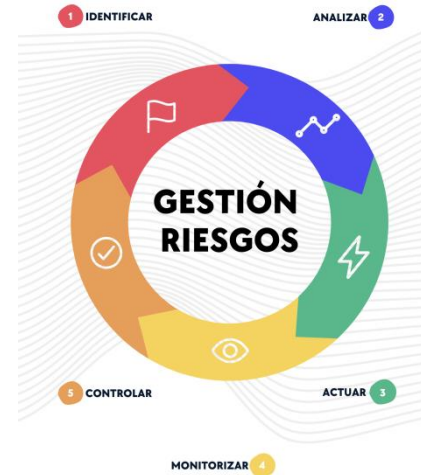 1 IDENTIFICAR
ANALIZAR 2
GESTIÓN
RIESGOS
5 CONTROLAR
ACTUAR 3
MONITORIZAR 4